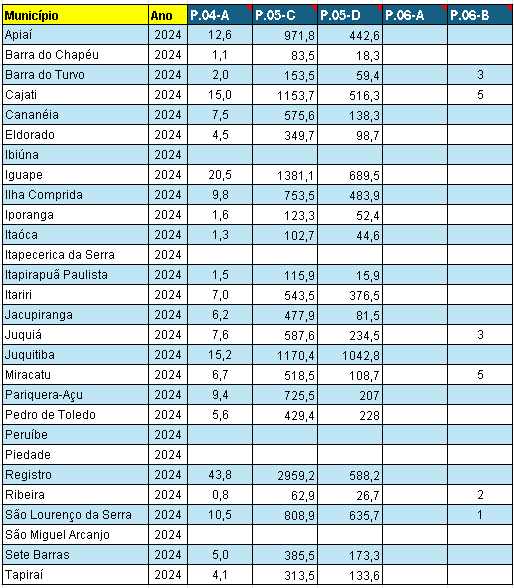 Município Ano P.04-A P.05-C P.05-D P.06-A P.06-B
Apiaí 2024 12,6 971,8 442,6
Barra do Chapéu 2024 1,1 83,5 18,3
Barra do Turvo 2024 2,0 153,5 59,4 3
Cajati 2024 15,0 1153,7 516,3 5
Cananéia 2024 7,5 575,6 138,3
Eldorado 2024 4,5 349,7 98,7
Ibiúna 2024
Iguape 2024 20,5 1381,1 689,5
Ilha Comprida 2024 9,8 753,5 483,9
Iporanga 2024 1,6 123,3 52,4
Itaóca 2024 1,3 102,7 44,6
Itapecerica da Serra 2024
Itapirapuã Paulista 2024 1,5 115,9 15,9
Itariri 2024 7,0 543,5 376,5
Jacupiranga 2024 6,2 477,9 81,5
Juquiá 2024 7,6 587,6 234,5 3
Juquitiba 2024 15,2 1170,4 1042,8
Miracatu 2024 6,7 518,5 108,7 5
Pariquera-Açu 2024 9,4 725,5 207
Pedro de Toledo 2024 5,6 429,4 228
Peruíbe 2024
Piedade 2024
Registro 2024 43,8 2959,2 588,2
Ribeira 2024 0,8 62,9 26,7 2
São Lourenço da Serra 2024 10,5 808,9 635,7 1
São Miguel Arcanjo 2024
Sete Barras 2024 5,0 385,5 173,3
Tapiraí 2024 4,1 313,5 133,6